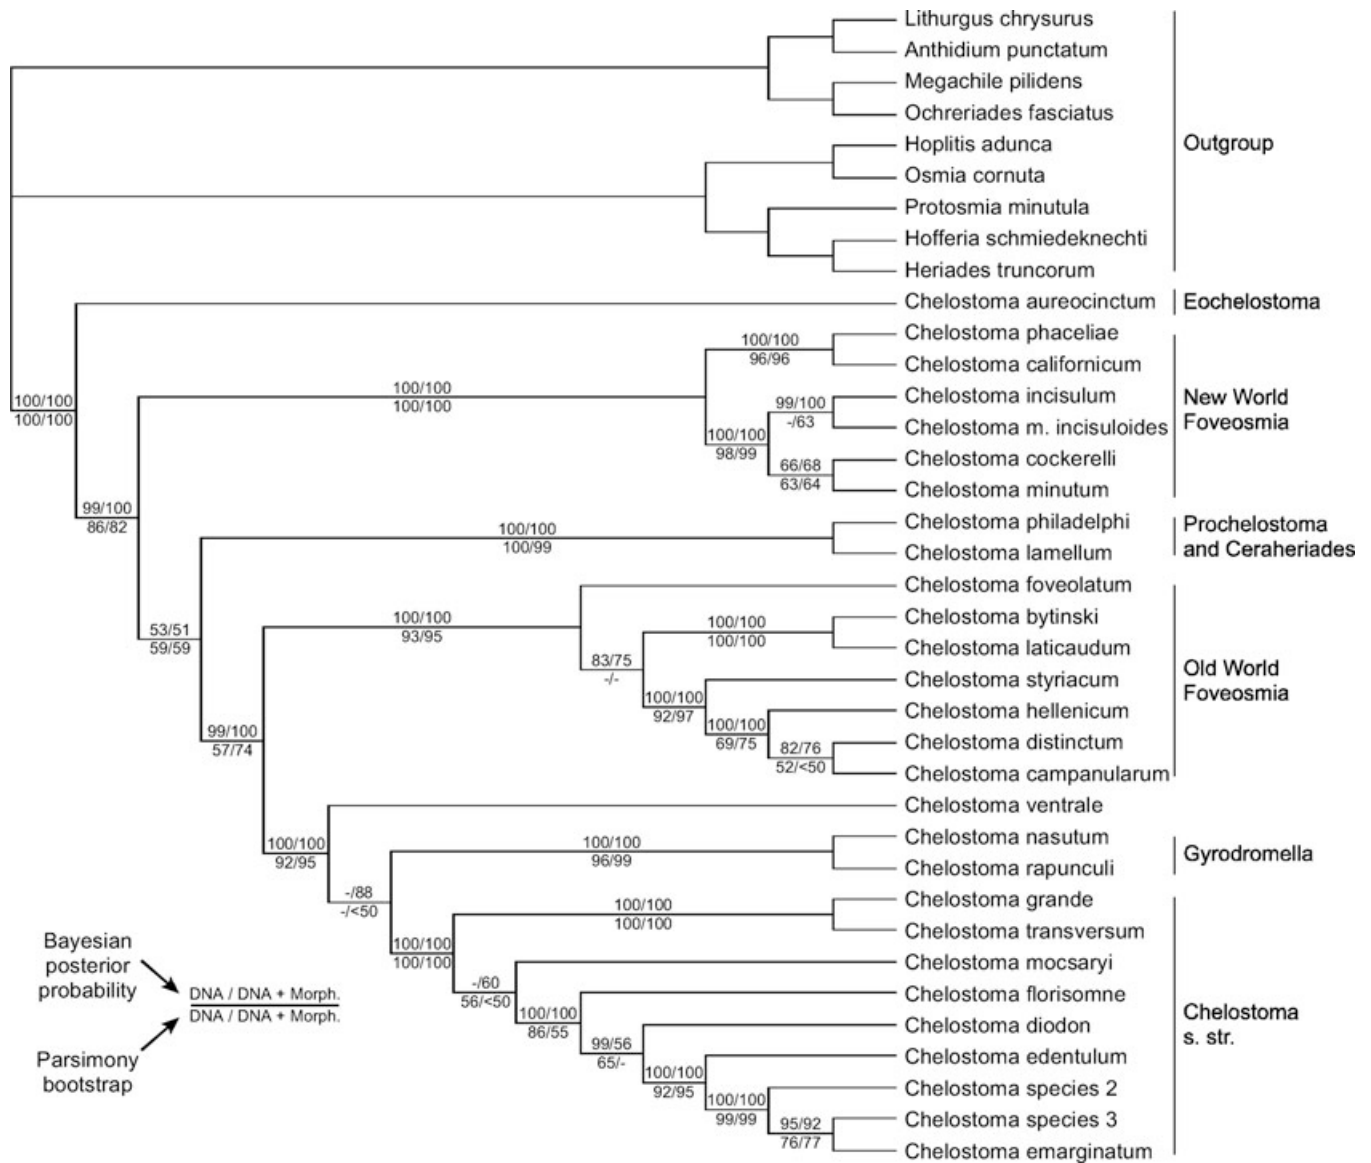 Lithurgus chrysurus
Anthidium punctatum
Megachile pilidens
Ochreriades fasciatus
Hoplitis adunca
Osmia cornuta
Protosmia minutula
Hofferia schmiedeknechti
Heriades truncorum
Outgroup
Chelostoma aureocinctum
Eochelostoma
Chelostoma phaceliae
Chelostoma californicum
Chelostoma incisulum
Chelostoma m. incisuloides
Chelostoma cockerelli
Chelostoma minutum
New World
Foveosmia
Chelostoma philadelphi
Chelostoma lamellum
Prochelostoma
and Ceraheriades
Chelostoma foveolatum
Chelostoma bytinski
Chelostoma laticaudum
Chelostoma styriacum
Chelostoma hellenicum
Chelostoma distinctum
Chelostoma campanularum
Old World
Foveosmia
Chelostoma ventrale
Chelostoma nasutum
Chelostoma rapunculi
Gyrodromella
Chelostoma grande
Chelostoma transversum
Chelostoma mocsaryi
Chelostoma florisomne
Chelostoma diodon
Chelostoma edentulum
Chelostoma species 2
Chelostoma species 3
Chelostoma emarginatum
Chelostoma
s. str.
100/100
100/100
99/100
86/82
100/100
100/100
100/100
96/96
100/100
98/99
99/100
-/63
66/68
63/64
53/51
59/59
100/100
100/99
99/100
57/74
100/100
93/95
83/75
-/-
100/100
100/100
100/100
92/97
100/100
69/75
82/76
52/<50
100/100
92/95
-/88
-/<50
100/100
96/99
100/100
100/100
100/100
100/100
-/60
56/<50
100/100
86/55
99/56
65/-
100/100
92/95
100/100
99/99
95/92
76/77
Bayesian
posterior
probability
DNA / DNA + Morph.
DNA / DNA + Morph.
Parsimony
bootstrap